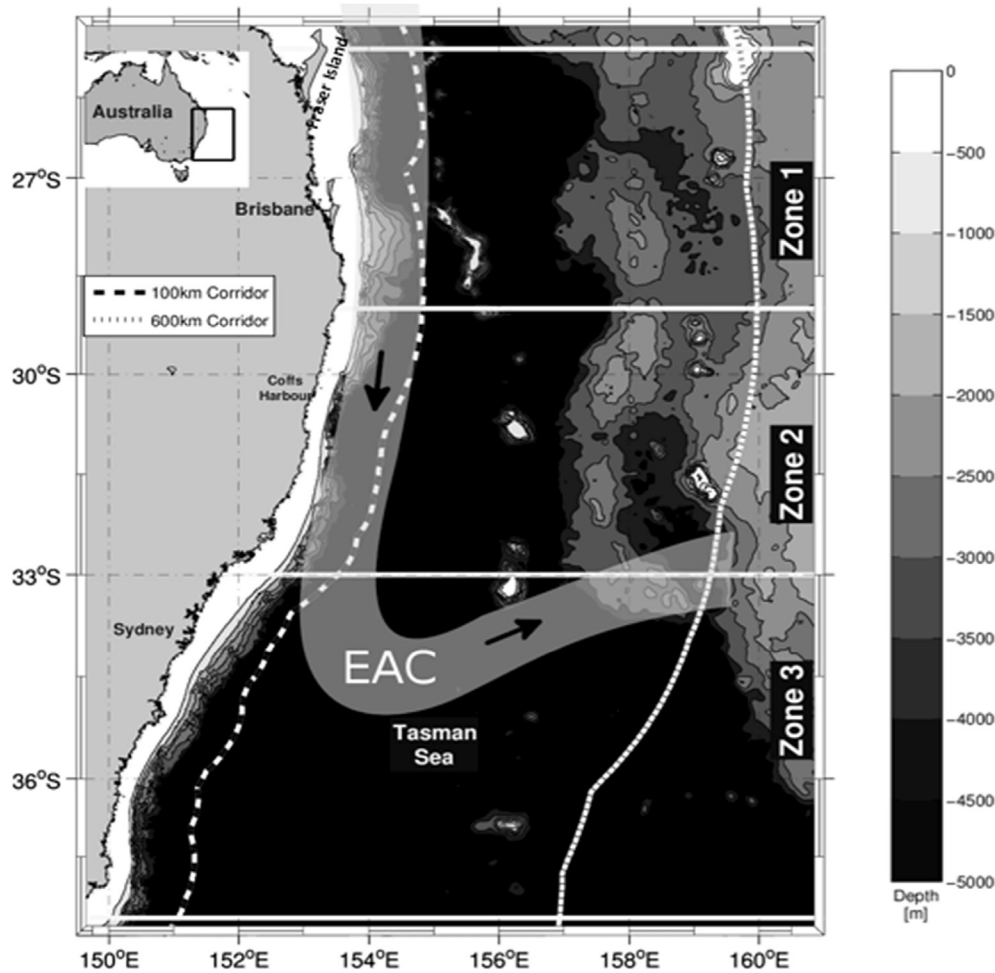 Australia
Fraser Island
27°S
Brisbane
Zone 1
100km Corridor
600km Corridor
30°S
Coffs
Harbour
Zone 2
33°S
Sydney
EAC
Zone 3
Tasman
Sea
36°S
150°E 152°E 154°E 156°E 158°E 160°E
0
−500
−1000
−1500
−2000
−2500
−3000
−3500
−4000
−4500
−5000
Depth
[m]